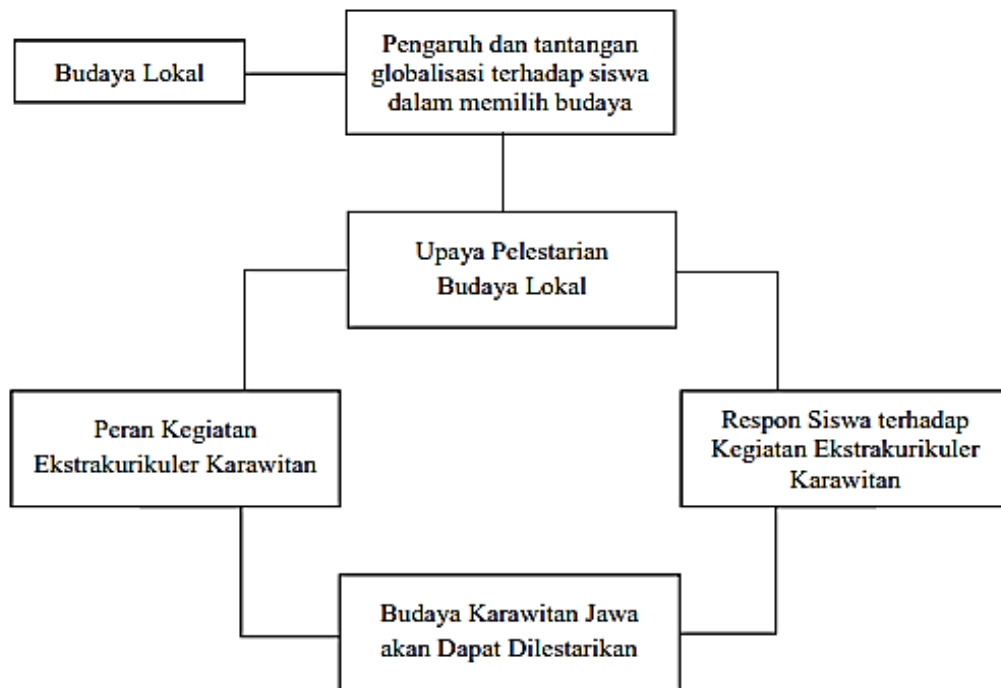 Budaya Lokal
Pengaruh dan tantangan
globalisasi terhadap siswa
dalam memilih budaya
Upaya Pelestarian
Budaya Lokal
Peran Kegiatan
Ekstrakurikuler Karawitan
Respon Siswa terhadap
Kegiatan Ekstrakurikuler
Karawitan
Budaya Karawitan Jawa
akan Dapat Dilestarikan